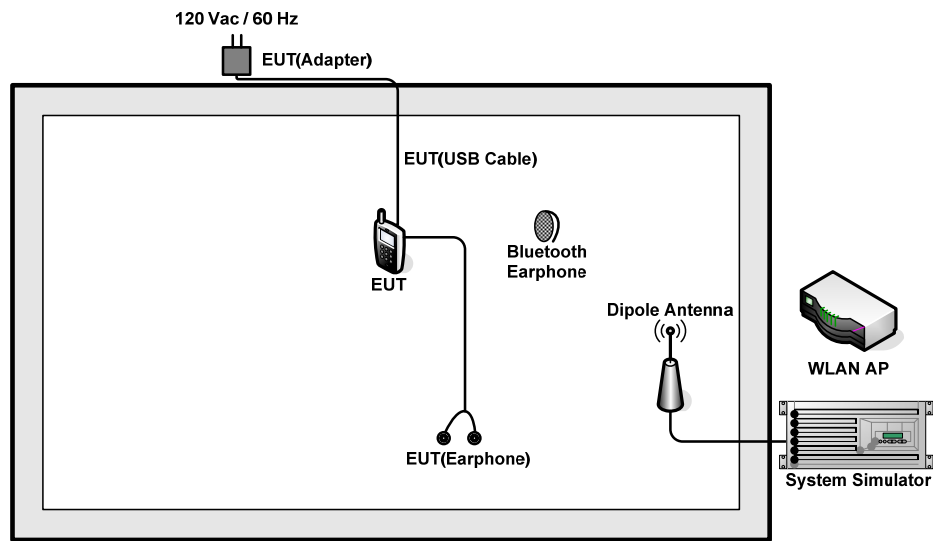 120 Vac / 60 Hz
EUT(Adapter)
EUT(USB Cable)
Bluetooth
Earphone
EUT
Dipole Antenna
WLAN AP
EUT(Earphone)
System Simulator